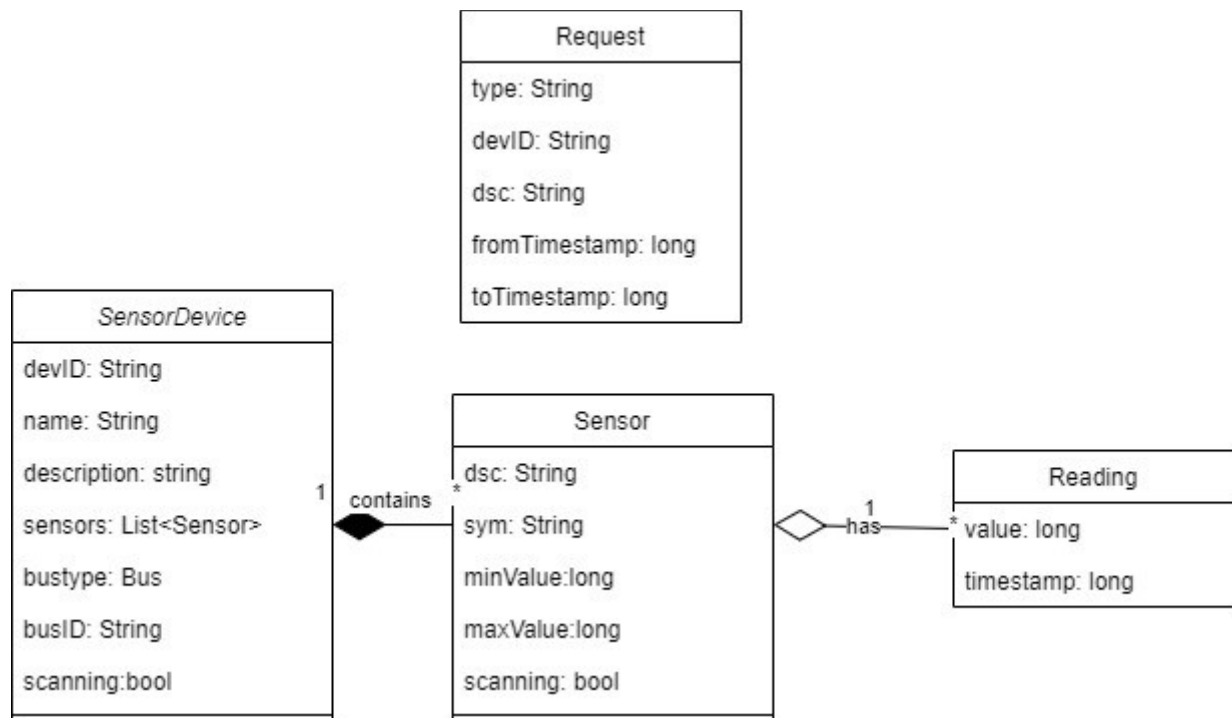 Request
type: String
devID: String
dsc: String
fromTimestamp: long
toTimestamp: long
SensorDevice
devID: String
name: String
description: string
sensors: List<Sensor>
bustype: Bus
busID: String
scanning:bool
1
contains
*
Sensor
dsc: String
sym: String
minValue:long
maxValue:long
scanning: bool
1
has
*
Reading
value: long
timestamp: long